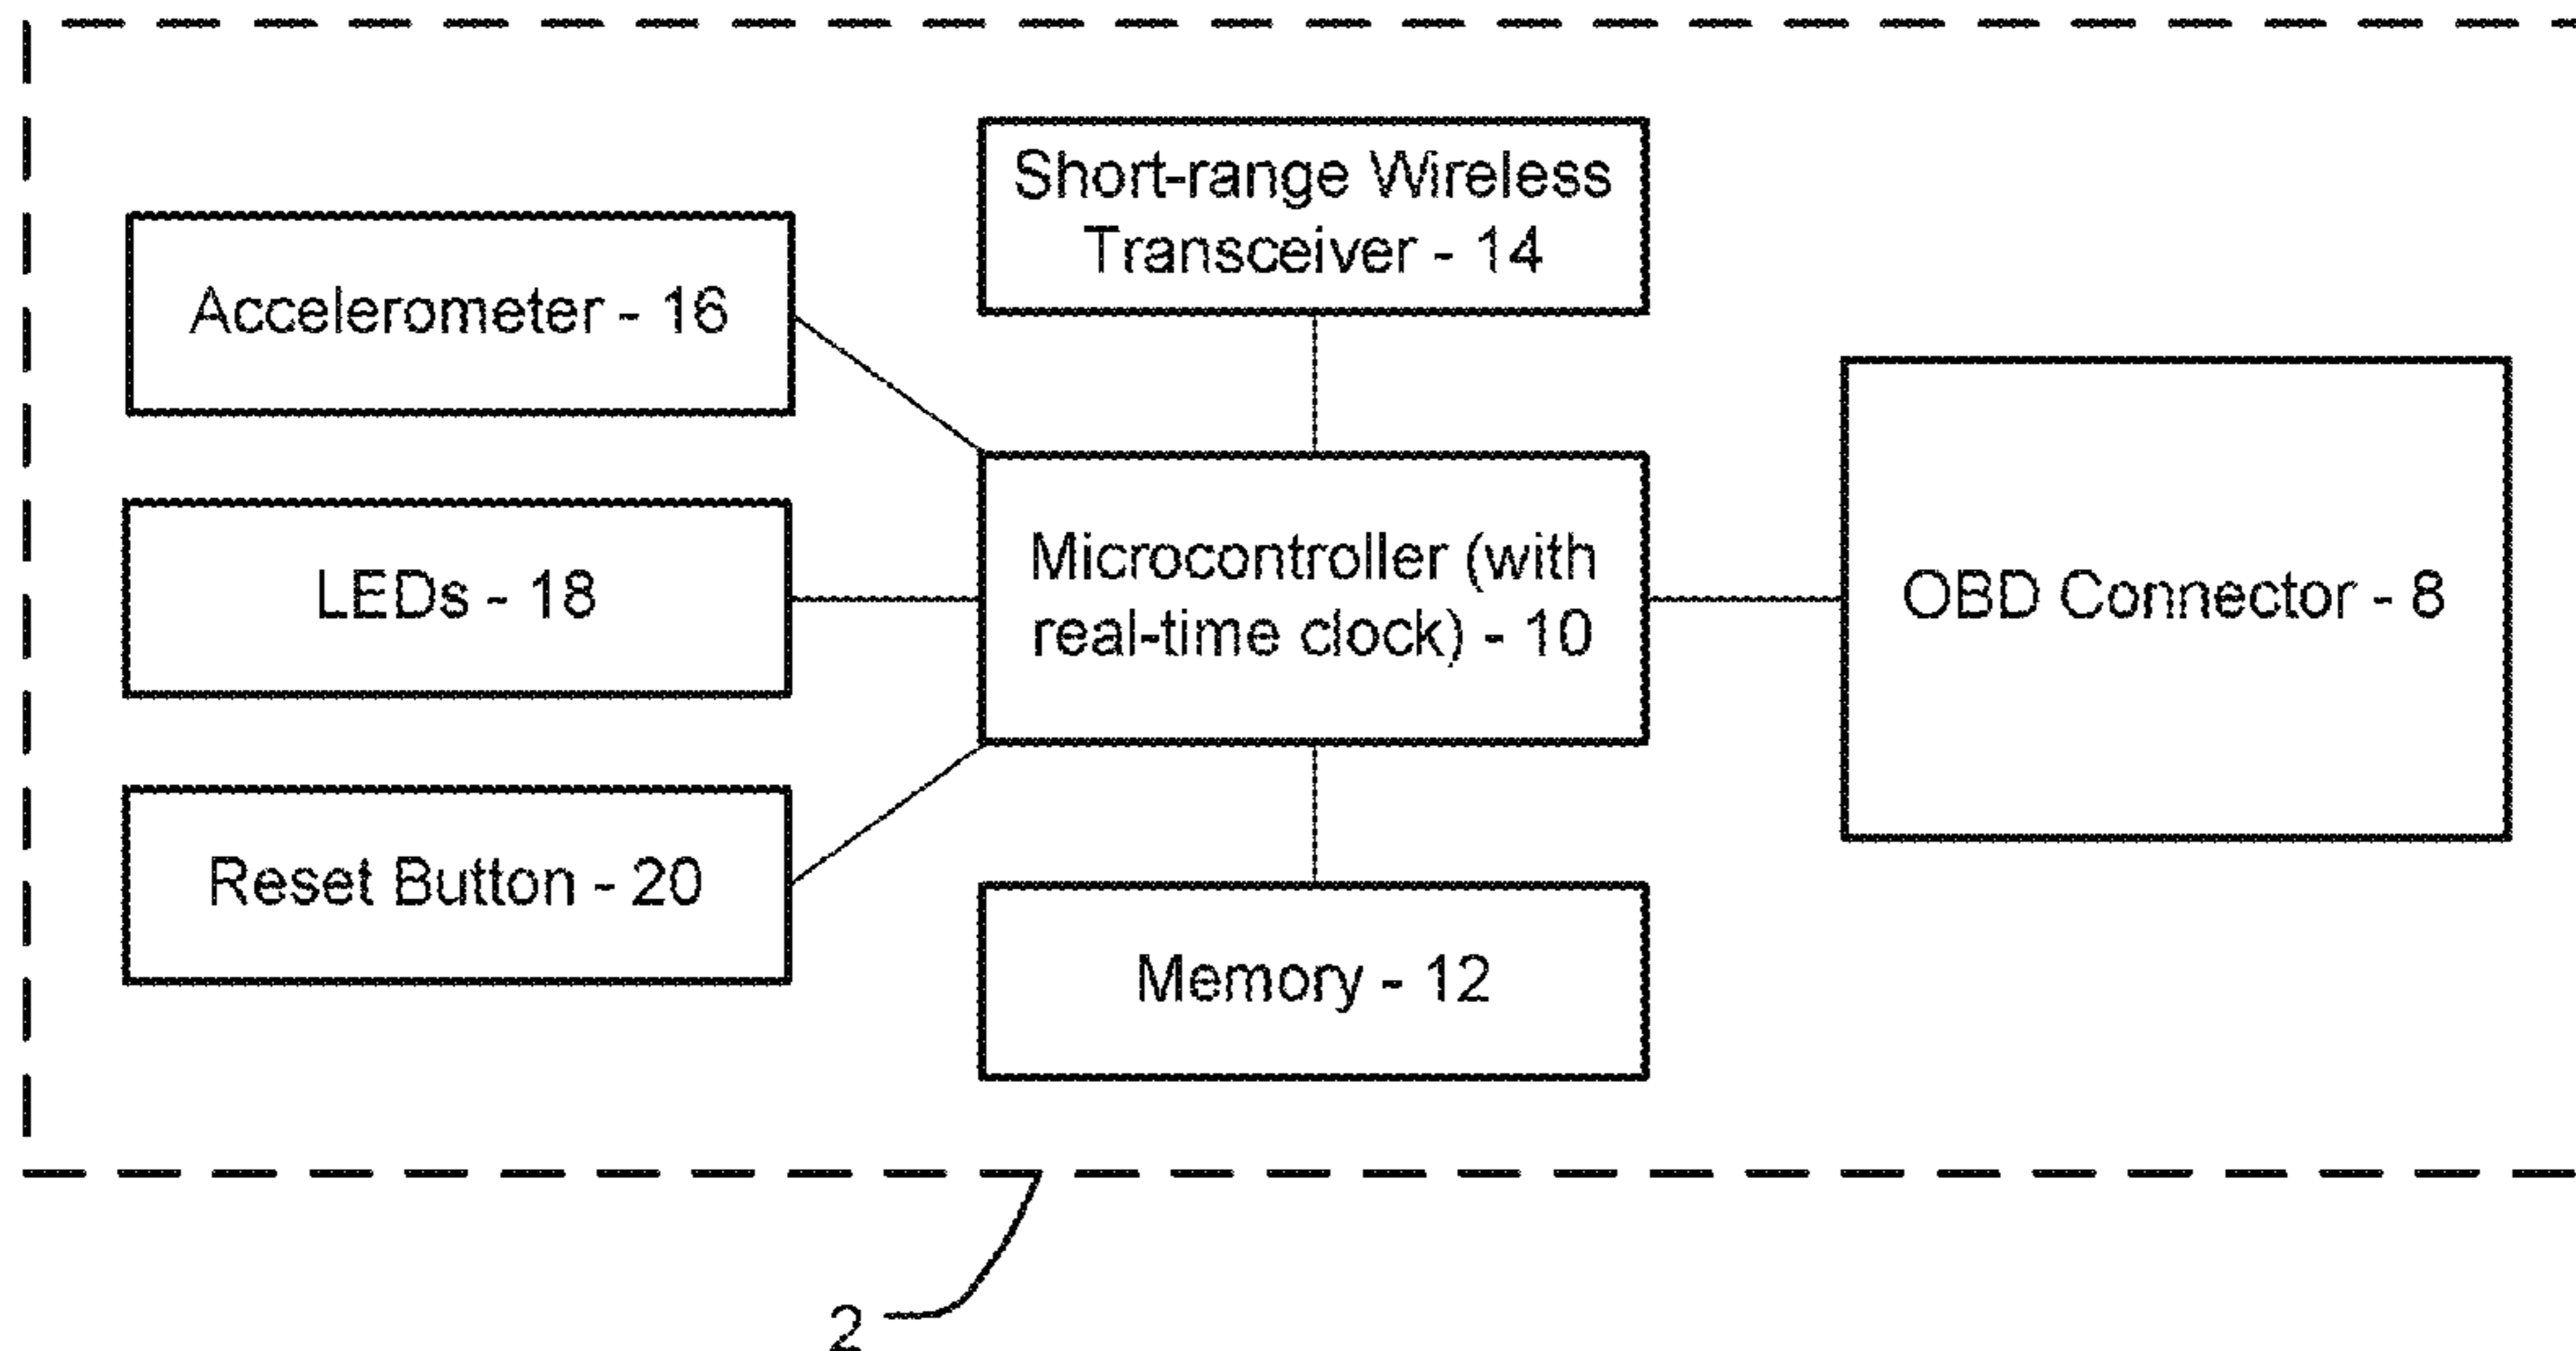 Short-range Wireless
Transceiver - 14
Accelerometer - 16
Microcontroller (with
real-time clock) - 10
LEDs - 18
OBD Connector - 8
Reset Button - 20
Memory - 12
2